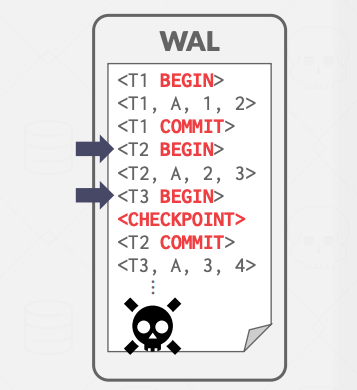 WAL
<T1 BEGIN>
<T1, A, 1, 2>
<T1 COMMIT>
<T2 BEGIN>
<T2, A, 2, 3>
<T3 BEGIN>
<CHECKPOINT>
<T2 COMMIT>
<T3, A, 3, 4>
⋮